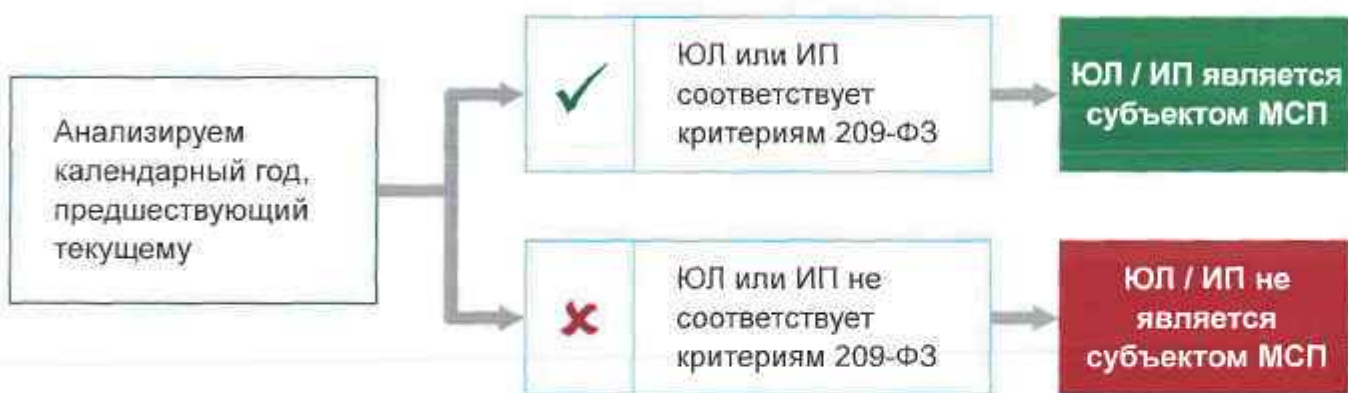 Анализируем
календарный год,
предшествующий
текущему
ЮЛ или ИП
соответствует
критериям 209-ФЗ
ЮЛ / ИП является
субъектом МСП
ЮЛ или ИП не
соответствует
критериям 209-ФЗ
ЮЛ / ИП не
является
субъектом МСП